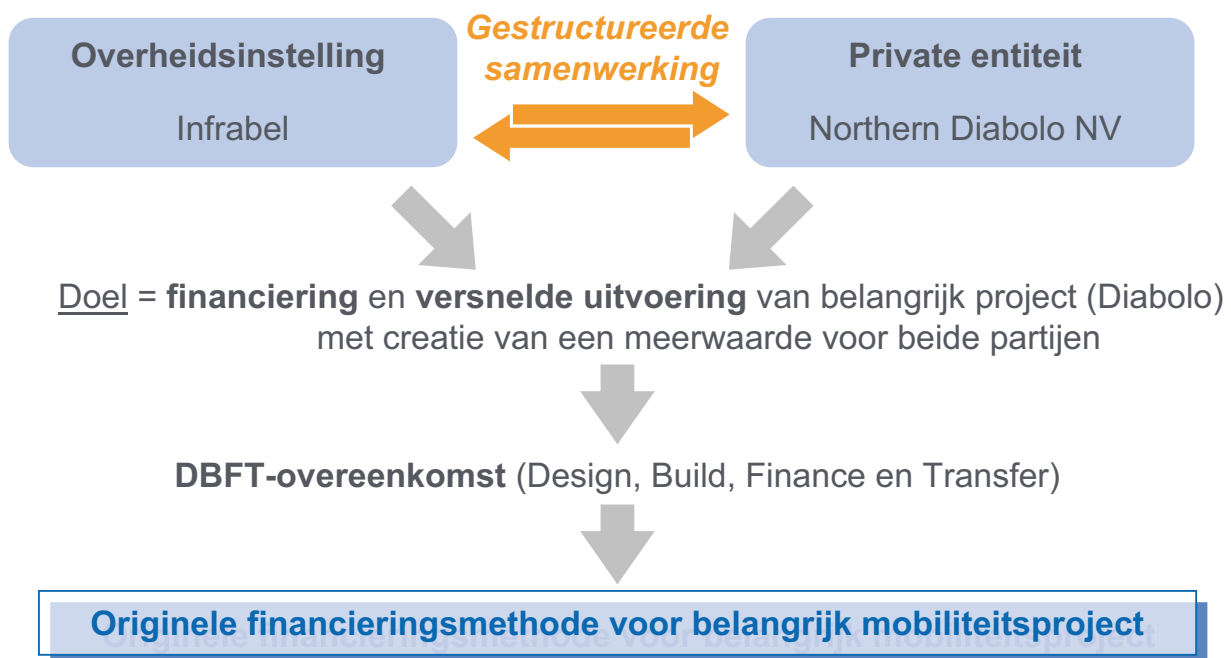 Overheidsinstelling
Infrabel
Gestructureerde
samenwerking
Private entiteit
Northern Diabolo NV
Doel = financiering en versnelde uitvoering van belangrijk project (Diabolo)
met creatie van een meerwaarde voor beide partijen
DBFT-overeenkomst (Design, Build, Finance en Transfer)
Originele financieringsmethode voor belangrijk mobiliteitsproject